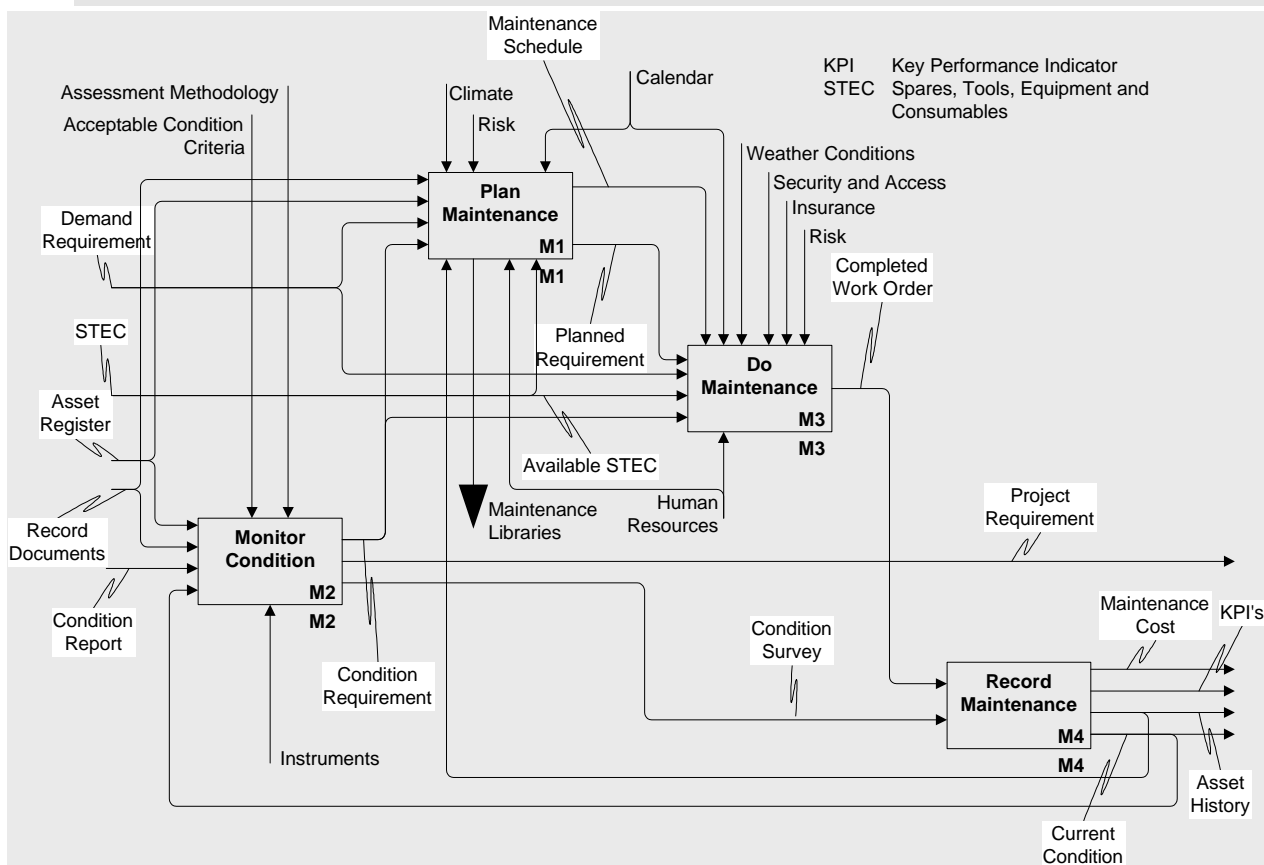 Maintenance
Schedule
Calendar
KPI Key Performance Indicator
STEC Spares, Tools, Equipment and
Consumables
Assessment Methodology
Climate
Acceptable Condition
Criteria
Risk
Weather Conditions
Security and Access
Insurance
Risk
Plan
Maintenance
M1
M1
Demand
Requirement
Completed
Work Order
STEC
Planned
Requirement
Do
Maintenance
M3
M3
Asset
Register
Available STEC
Record
Documents
Maintenance
Libraries
Human
Resources
Project
Requirement
Monitor
Condition
M2
M2
Condition
Report
Condition
Requirement
Condition
Survey
Maintenance
Cost
KPI's
Record
Maintenance
M4
M4
Instruments
Asset
History
Current
Condition